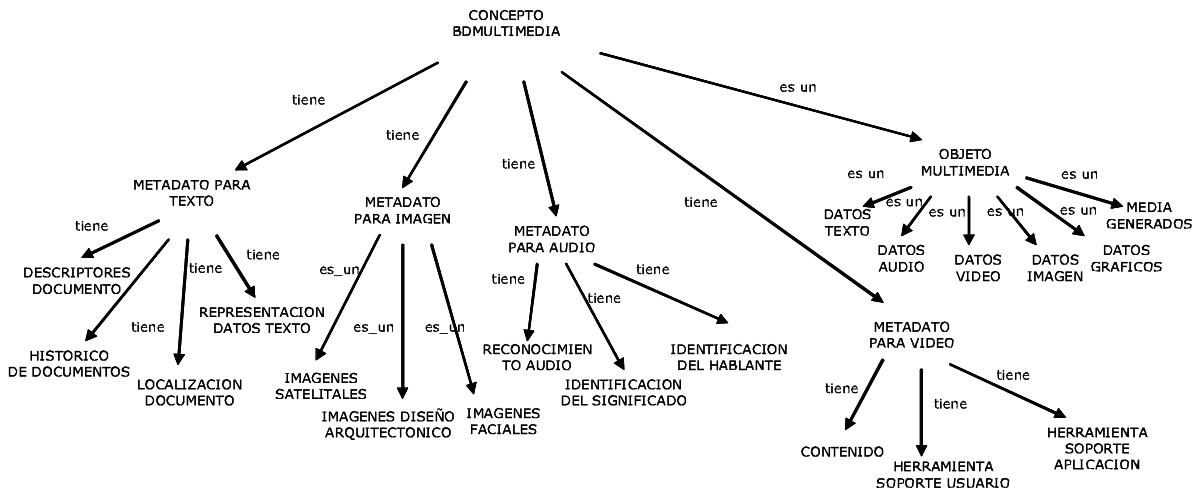 CONCEPTO
BDMULTIMEDIA
tiene
tiene
tiene
tiene
es un
METADATO PARA
TEXTO
tiene
tiene
tiene
tiene
DESCRIPTORES
DOCUMENTO
HISTORICO
DE DOCUMENTOS
LOCALIZACION
DOCUMENTO
REPRESENTACION
DATOS TEXTO
METADATO
PARA IMAGEN
es_un
es_un
es_un
IMAGENES
SATELITALES
IMAGENES DISEÑO
ARQUITECTONICO
IMAGENES
FACIALES
METADATO
PARA AUDIO
tiene
tiene
tiene
RECONOCIMIEN
TO AUDIO
IDENTIFICACION
DEL SIGNIFICADO
IDENTIFICACION
DEL HABLANTE
METADATO
PARA VIDEO
tiene
tiene
tiene
CONTENIDO
HERRAMIENTA
SOPORTE USUARIO
HERRAMIENTA
SOPORTE
APLICACION
OBJETO
MULTIMEDIA
es un
es un
es un
es un
es un
es un
DATOS
TEXTO
DATOS
AUDIO
DATOS
VIDEO
DATOS
IMAGEN
DATOS
GRAFICOS
MEDIA
GENERADOS